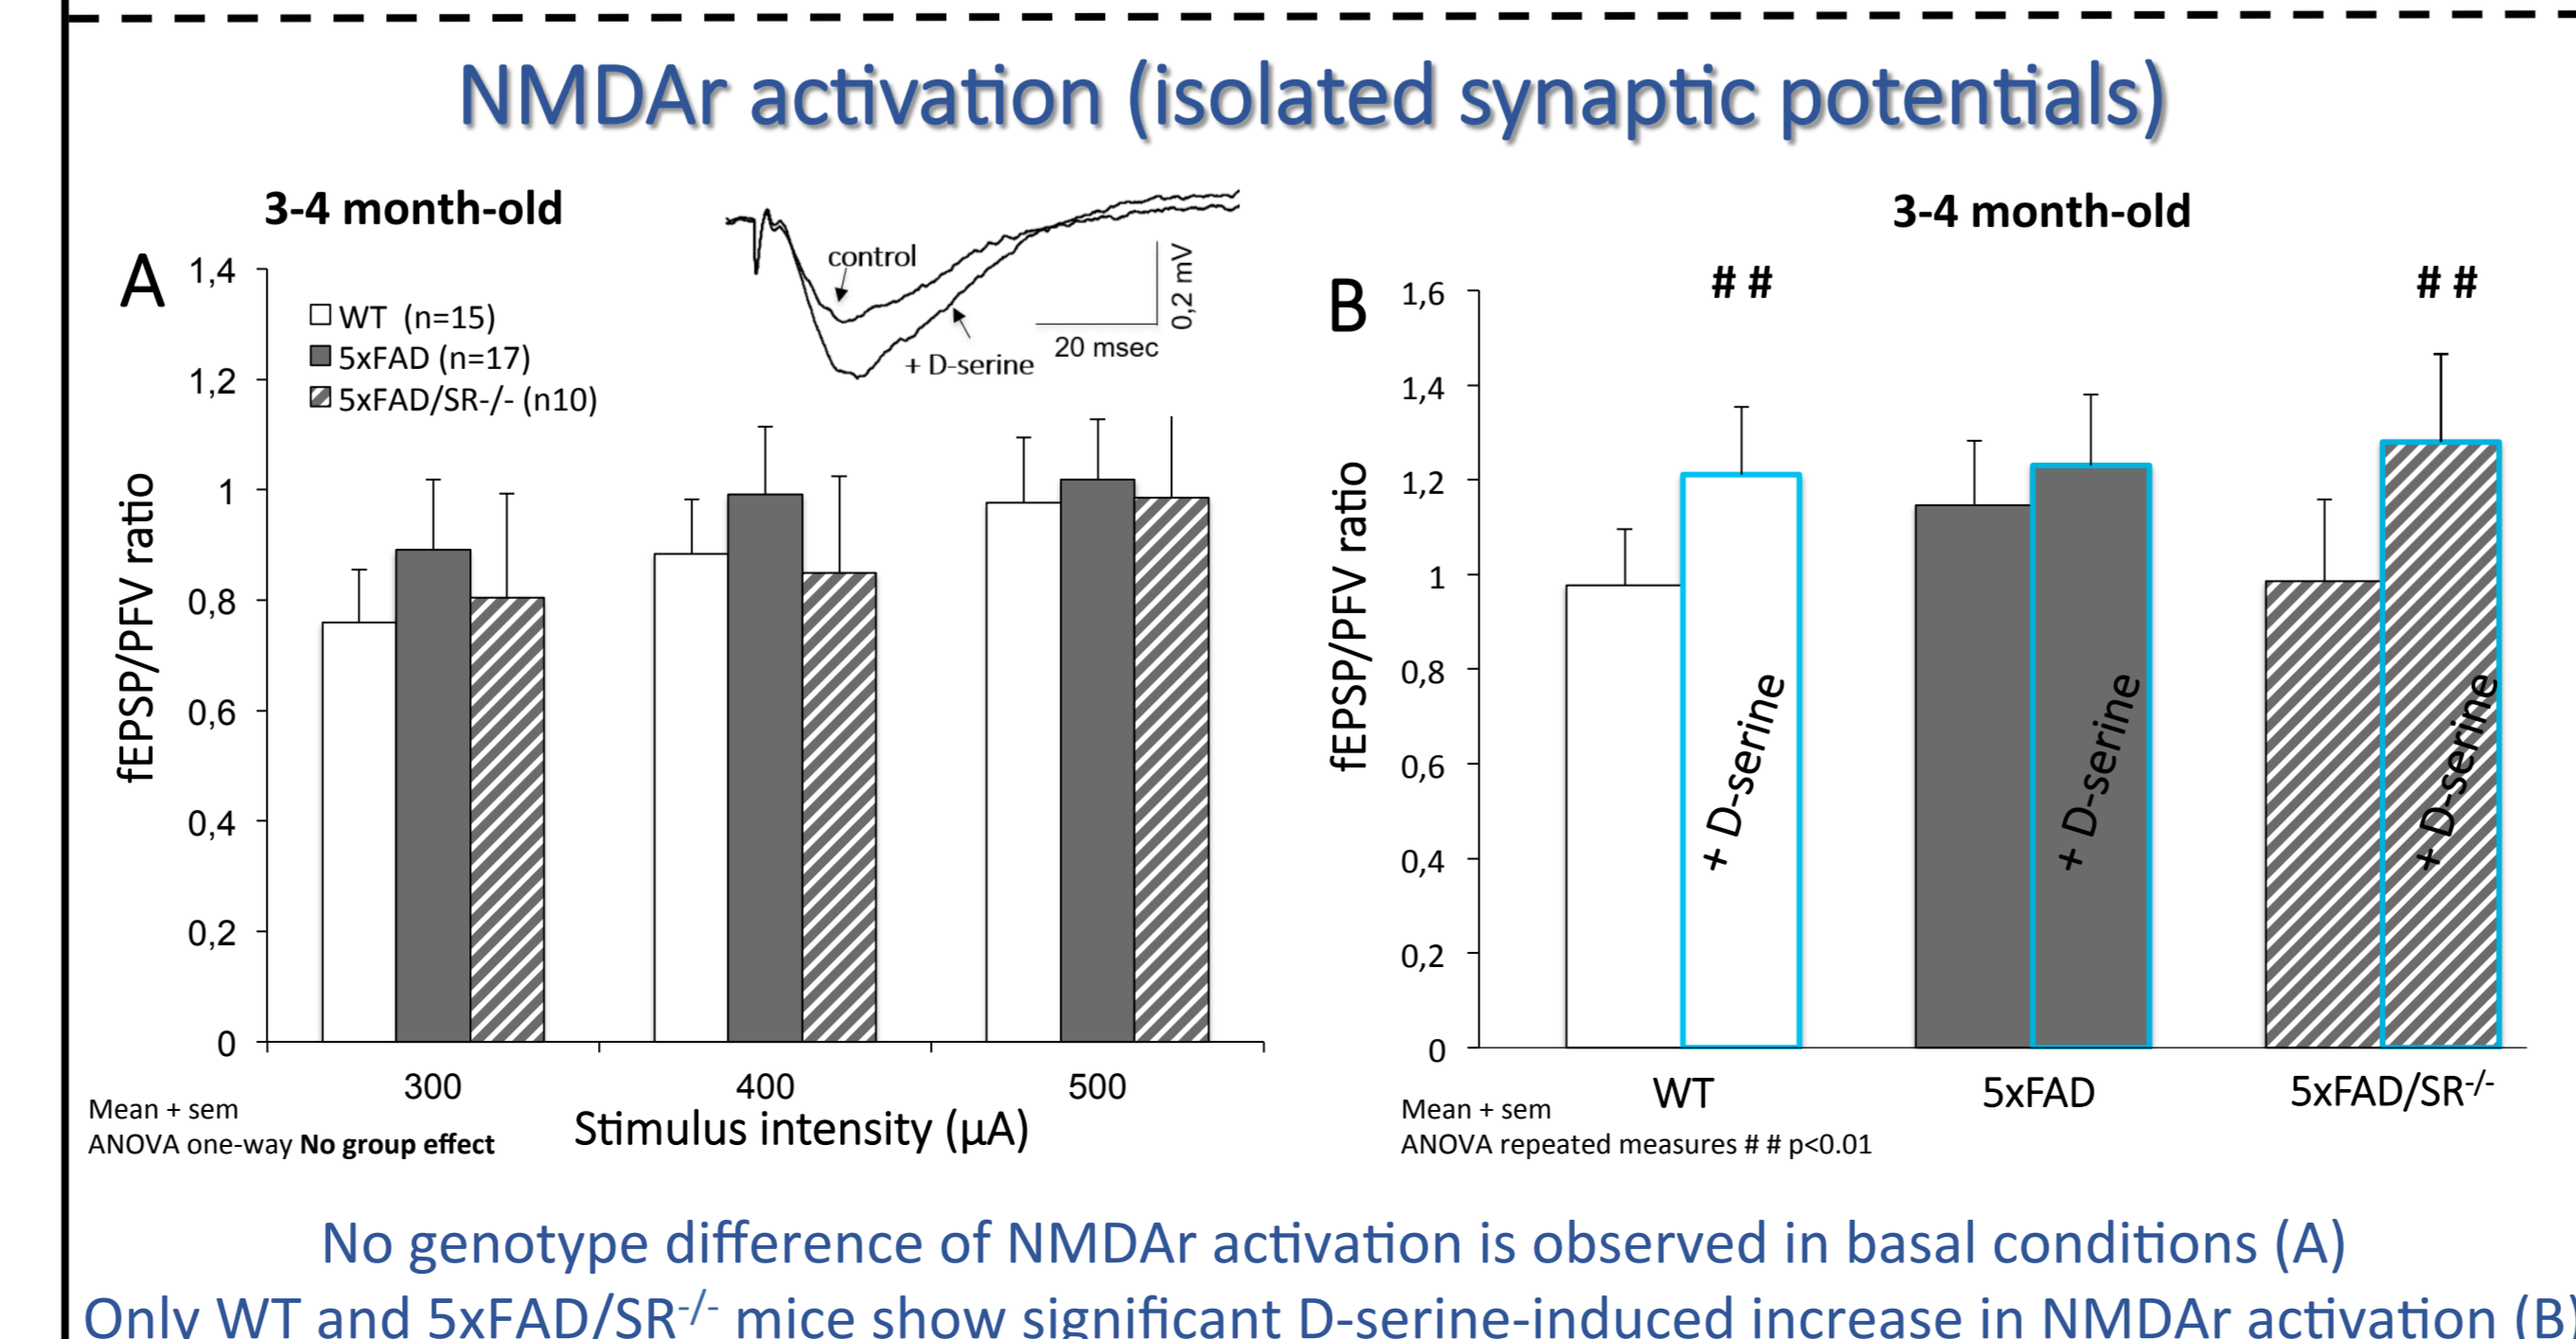 NMDAr activation (isolated synaptic potentials)
3-4 month-old
A
1,4
1,2
1
0,8
0,6
0,4
0,2
0
fEPSP/PFV ratio
WT (n=15)
5xFAD (n=17)
5xFAD/SR-/- (n10)
control
+ D-serine
0,2 mV
20 msec
300
400
500
Stimulus intensity (µA)
Mean + sem
ANOVA one-way No group effect
3-4 month-old
B
# #
# #
1,6
1,4
1,2
1
0,8
0,6
0,4
0,2
0
fEPSP/PFV ratio
+ D-serine
+ D-serine
+ D-serine
WT
5xFAD
5xFAD/SR-/-
Mean + sem
ANOVA repeated measures # # p<0.01
No genotype difference of NMDAr activation is observed in basal conditions (A)
Only WT and 5xFAD/SR-/- mice show significant D-serine-induced increase in NMDAr activation (B)